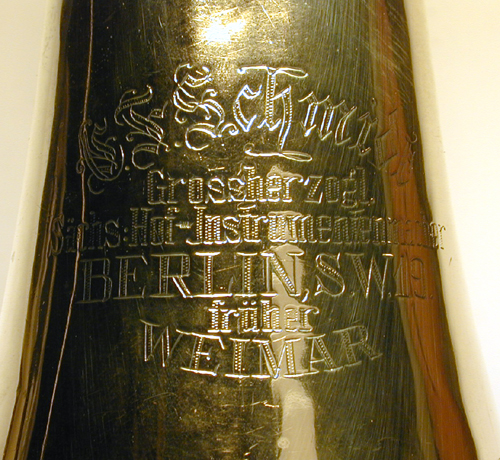 C.F. Schmidt
Grossherzogl.
Sächs: Hof-Instrumentenmacher
BERLIN, S.W. 19.
früher
WEIMAR